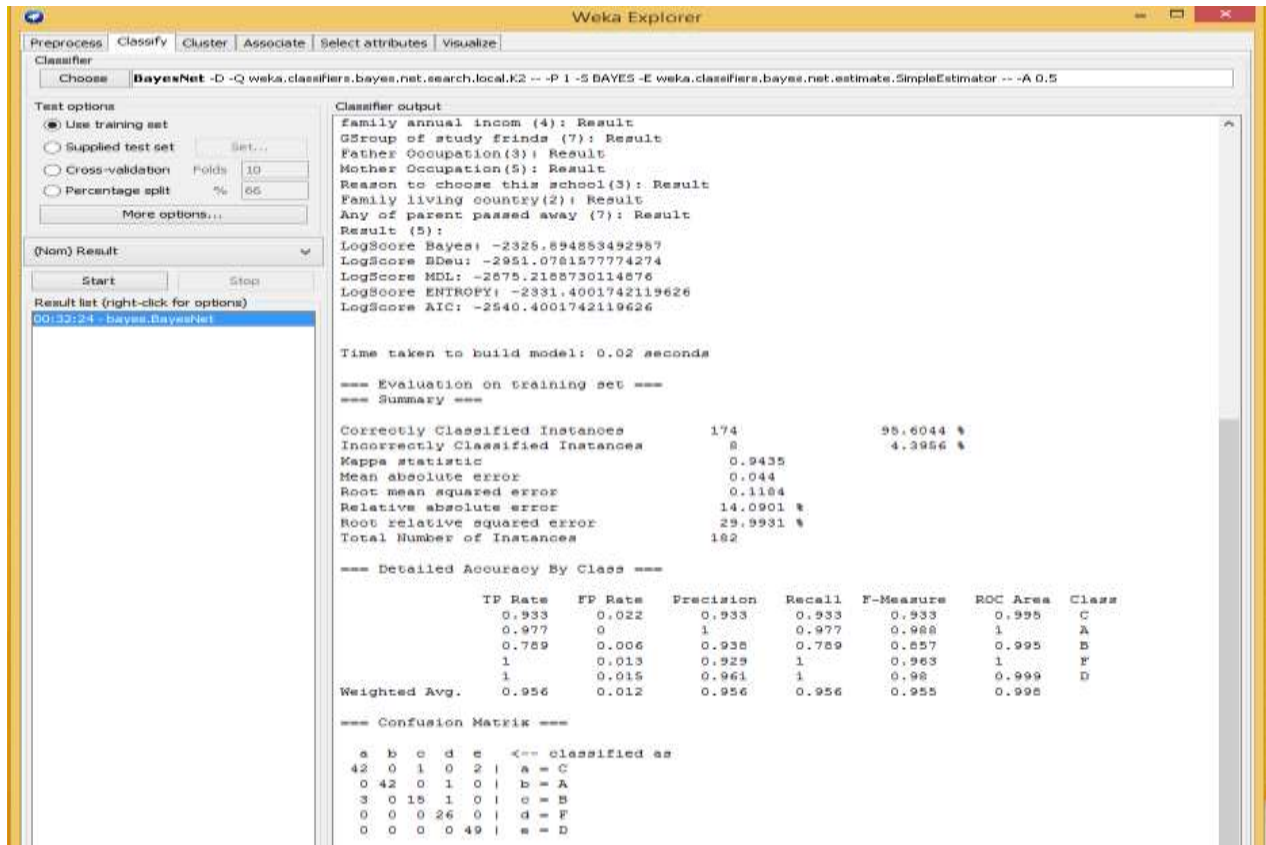 Weka Explorer
Preprocess Classify Cluster Associate Select attributes Visualize
Classifier
Choose BayesNet -D -Q weka.classifiers.bayes.net.search.local.K2 -- -P 1 -S BAYES -E weka.classifiers.bayes.net.estimate.SimpleEstimator -- -A 0.5
Test options
Use training set
Supplied test set Set...
Cross-validation Folds 10
Percentage split % 66
More options...
(Nom) Result
Start Stop
Result list (right-click for options)
00:33:24 - bayes.BayesNet
Classifier output
family annual incom (4): Result
GSroup of study frinds (7): Result
Father Occupation(3): Result
Mother Occupation(5): Result
Reason to choose this school(3): Result
Family living country(2): Result
Any of parent passed away (7): Result
Result (5):
LogScore Bayes: -2325.894853492987
LogScore BDeu: -2951.0781577774274
LogScore MDL: -2875.2188730114876
LogScore ENTROPY: -2331.4001742119626
LogScore AIC: -2540.4001742119626
Time taken to build model: 0.02 seconds
=== Evaluation on training set ===
=== Summary ===
Correctly Classified Instances 174 95.6044 %
Incorrectly Classified Instances 8 4.3956 %
Kappa statistic 0.9435
Mean absolute error 0.044
Root mean squared error 0.1184
Relative absolute error 14.0901 %
Root relative squared error 29.9931 %
Total Number of Instances 182
=== Detailed Accuracy By Class ===
TP Rate FP Rate Precision Recall F-Measure ROC Area Class
0.933 0.022 0.933 0.933 0.933 0.995 C
0.977 0 1 0.977 0.988 1 A
0.789 0.006 0.938 0.789 0.857 0.995 B
1 0.013 0.929 1 0.963 1 F
1 0.015 0.961 1 0.98 0.999 D
Weighted Avg. 0.956 0.012 0.956 0.956 0.955 0.998
=== Confusion Matrix ===
a b c d e <-- classified as
42 0 1 0 2 | a = C
0 42 0 1 0 | b = A
3 0 15 1 0 | c = B
0 0 0 26 0 | d = F
0 0 0 0 49 | e = D